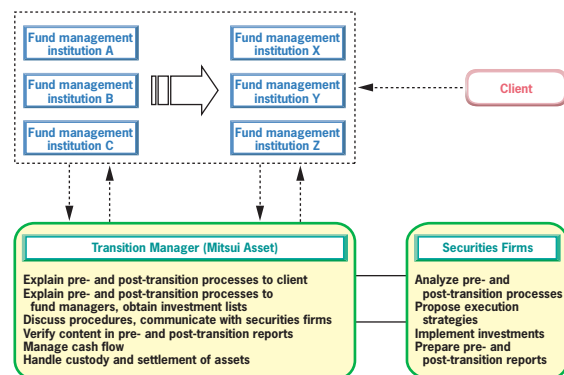 Fund management
institution A
Fund management
institution X
Fund management
institution B
Fund management
institution Y
Client
Fund management
institution C
Fund management
institution Z
Transition Manager (Mitsui Asset)
Explain pre- and post-transition processes to client
Explain pre- and post-transition processes to
fund managers, obtain investment lists
Discuss procedures, communicate with securities firms
Verify content in pre- and post-transition reports
Manage cash flow
Handle custody and settlement of assets
Securities Firms
Analyze pre- and
post-transition processes
Propose execution
strategies
Implement investments
Prepare pre- and
post-transition reports